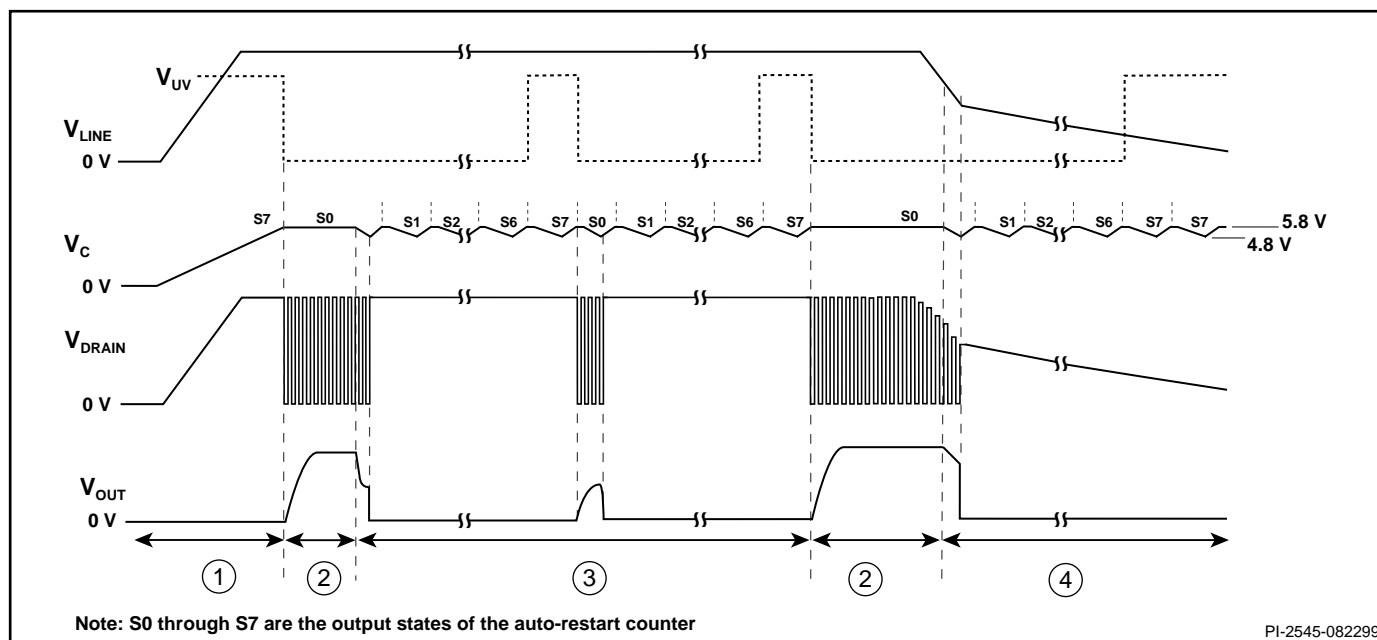 V_UV
V_LINE
0 V
S7 S0 S1 S2 S6 S7 S0 S1 S2 S6 S7 S0 S1 S2 S6 S7 S7 5.8 V
V_C
4.8 V
0 V
V_DRAIN
0 V
V_OUT
0 V
1 2 3 2 4
Note: S0 through S7 are the output states of the auto-restart counter
PI-2545-082299